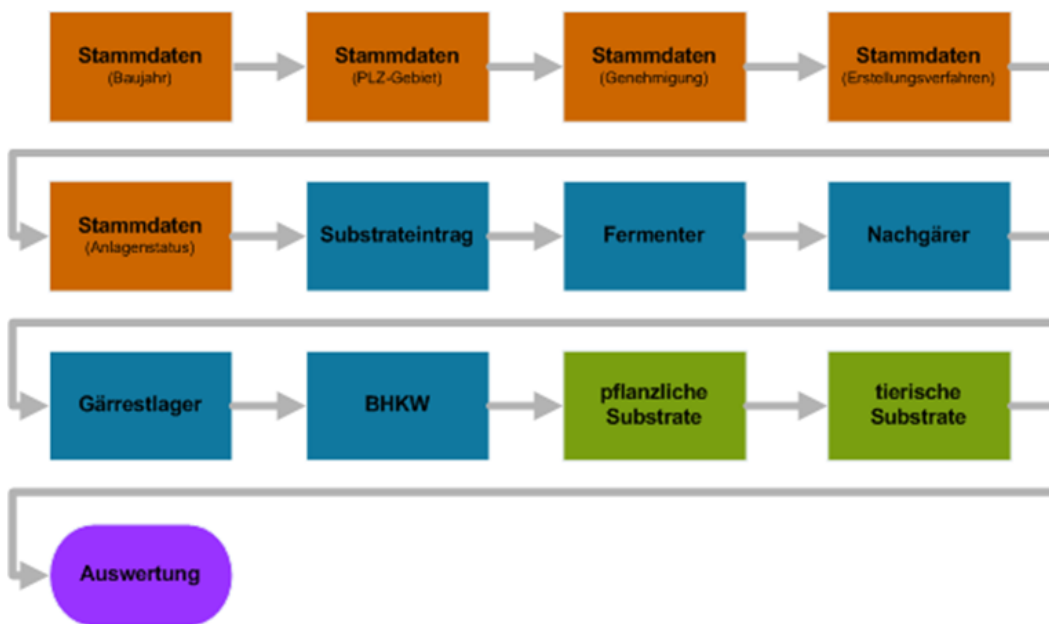 Stammdaten
(Baujahr)
Stammdaten
(PLZ-Gebiet)
Stammdaten
(Genehmigung)
Stammdaten
(Erstellungsverfahren)
Stammdaten
(Anlagenstatus)
Substrateintrag
Fermenter
Nachgärer
Gärrestlager
BHKW
pflanzliche
Substrate
tierische
Substrate
Auswertung